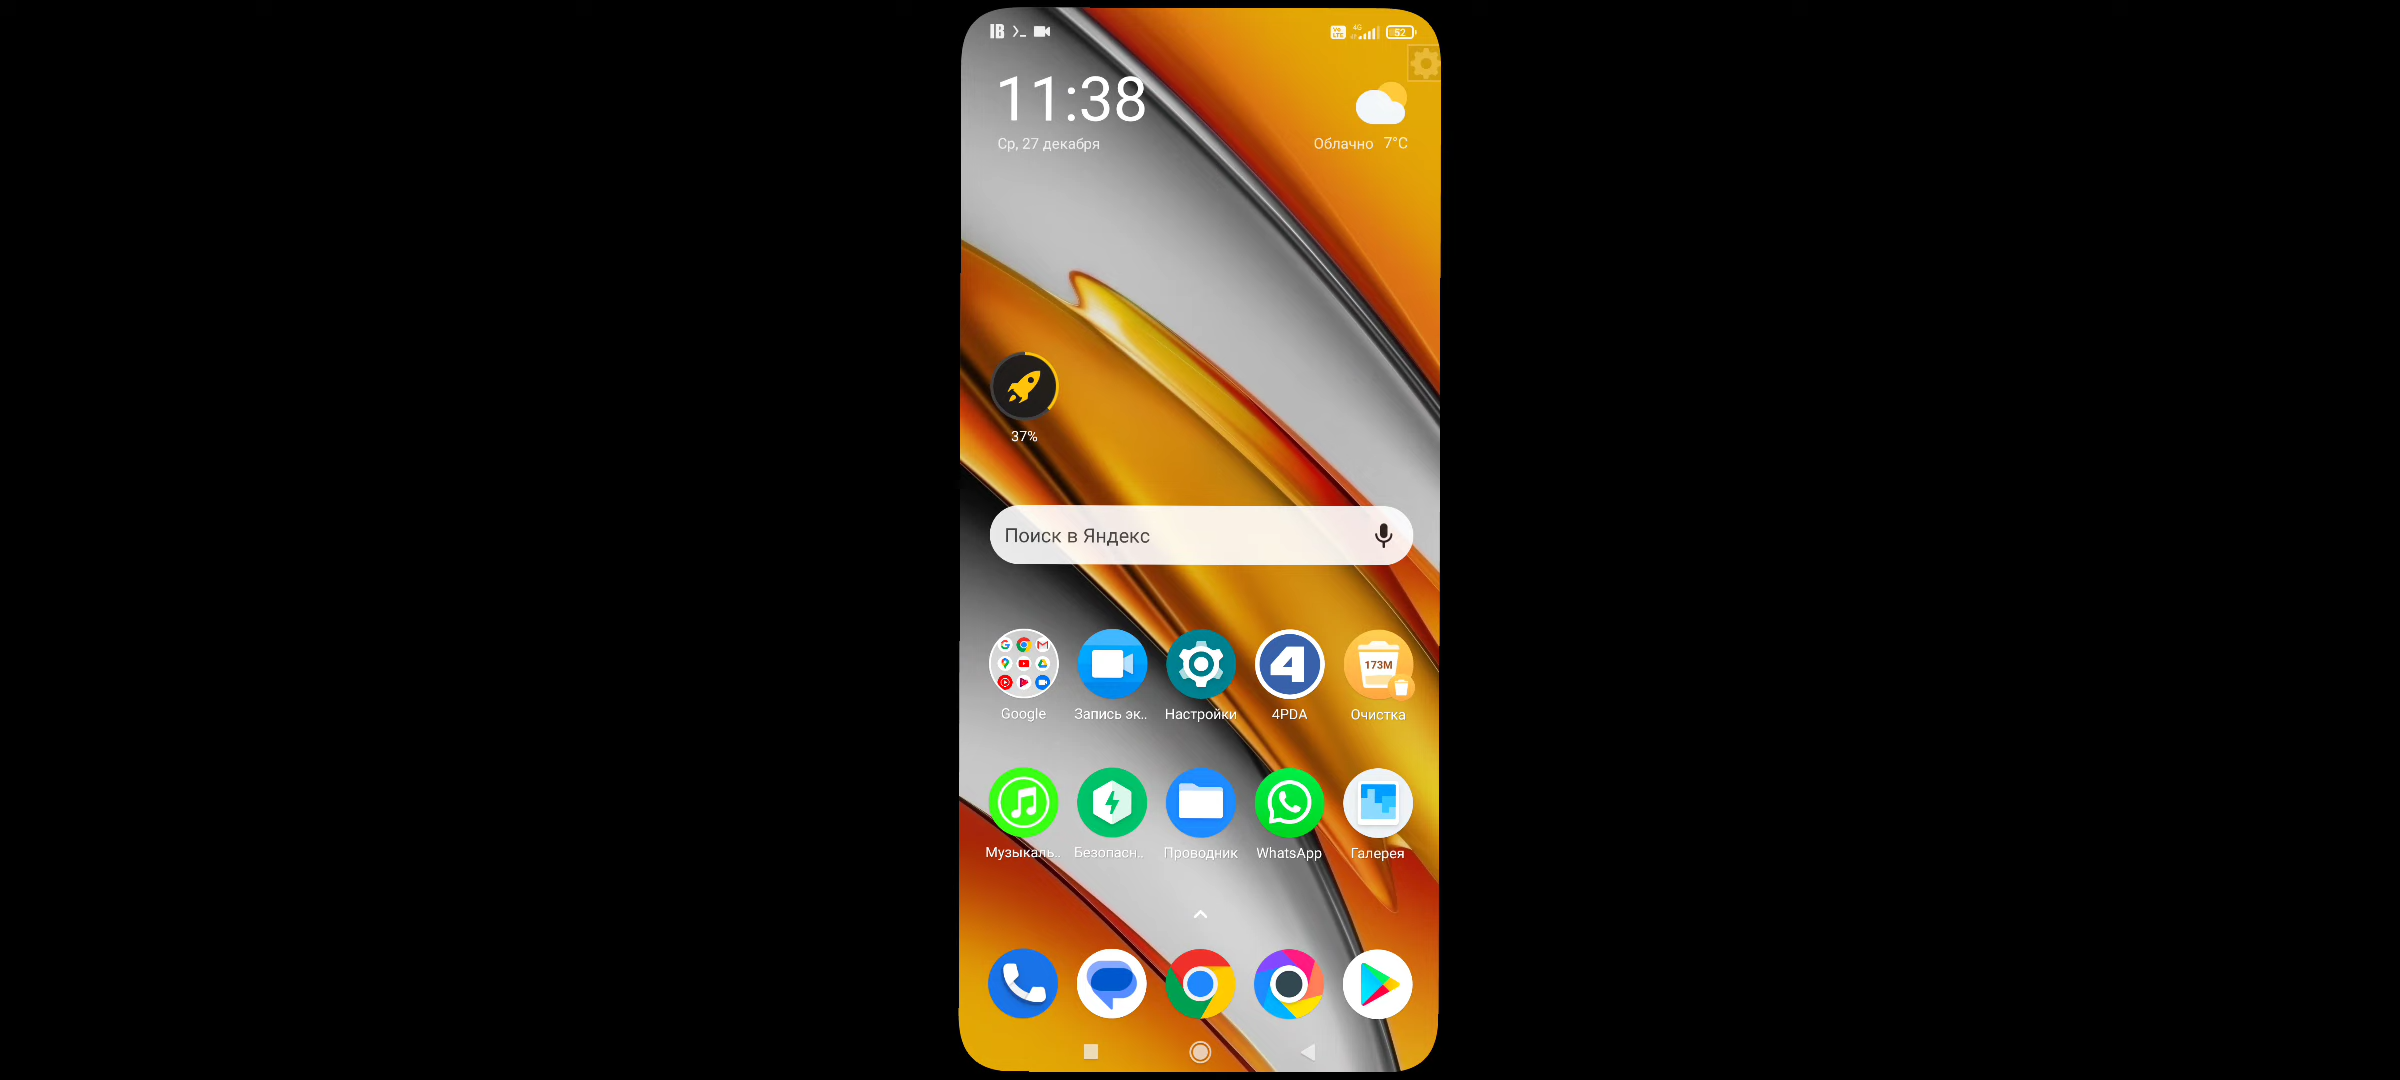 11:38
Ср, 27 декабря
Облачно 7°C
52
37%
Поиск в Яндекс
173M
Google
Запись эк..
Настройки
4PDA
Очистка
Музыкаль..
Безопасн..
Проводник
WhatsApp
Галерея